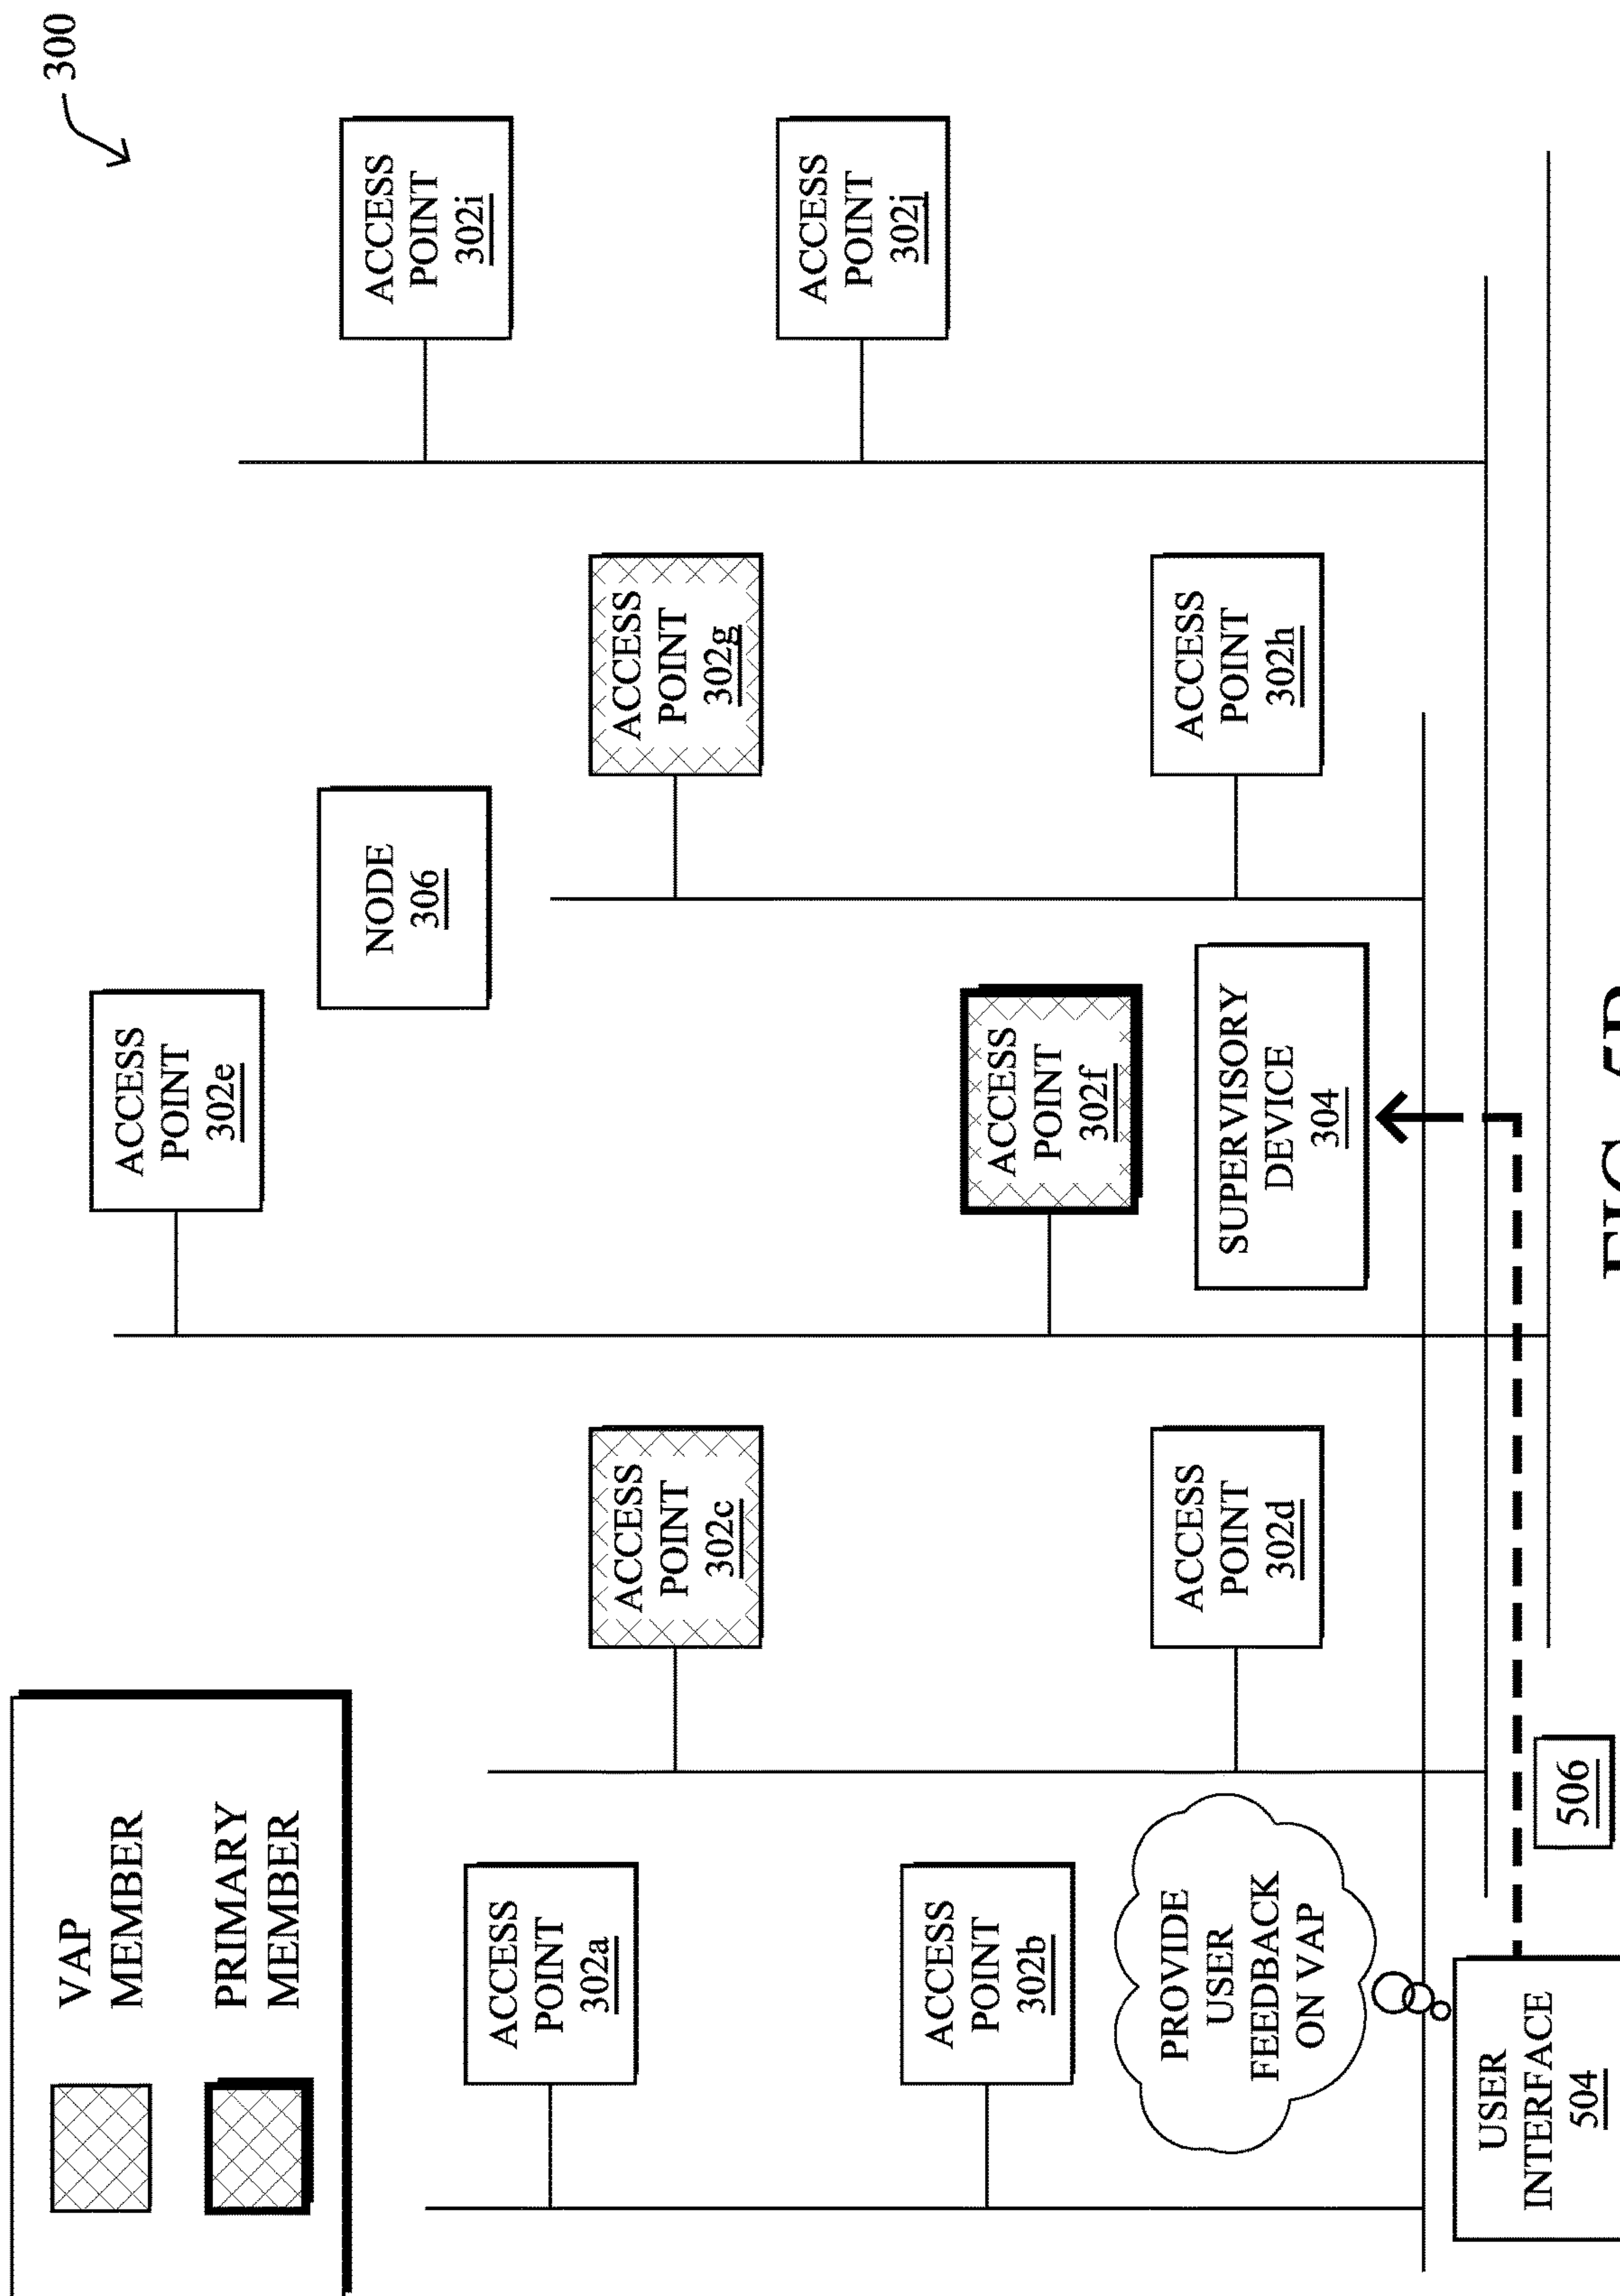 VAP
MEMBER
PRIMARY
MEMBER
300
ACCESS
POINT
302a
ACCESS
POINT
302b
ACCESS
POINT
302c
ACCESS
POINT
302d
ACCESS
POINT
302e
ACCESS
POINT
302f
NODE
306
ACCESS
POINT
302g
ACCESS
POINT
302h
ACCESS
POINT
302i
ACCESS
POINT
302j
SUPERVISORY
DEVICE
304
PROVIDE
USER
FEEDBACK
ON VAP
USER
INTERFACE
504
506